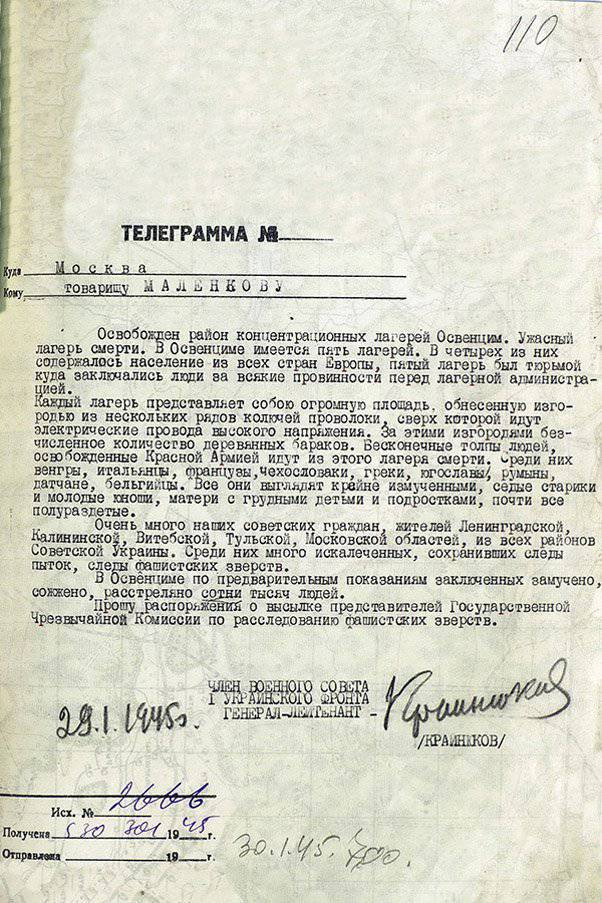 110
ТЕЛЕГРАММА №
Куда Москва
Кому товарищу МАЛЕНКОВУ
Освобожден район концентрационных лагерей Освенцим. Ужасный
лагерь смерти. В Освенциме имеется пять лагерей. В четырех из них
содержалось население из всех стран Европы, пятый лагерь был тюрьмой
куда заключались люди за всякие провинности перед лагерной администра-
цией.
Каждый лагерь представляет собою огромную площадь, обнесенную изго-
родью из нескольких рядов колючей проволоки, сверх которой идут
электрические провода высокого напряжения. За этими изгородями без-
численное количество деревянных бараков. Бесконечные толпы людей,
освобожденные Красной Армией идут из этого лагеря смерти. Среди них
венгры, итальянцы, французы, чехословаки, греки, югославы, румыны,
датчане, бельгийцы. Все они выглядят крайне измученными, седые старики
и молодые юноши, матери с грудными детьми и подростками, почти все
полураздетые.
Очень много наших советских граждан, жителей Ленинградской,
Калининской, Витебской, Тульской, Московской областей, из всех районов
Советской Украины. Среди них много искалеченных, сохранивших следы
пыток, следы фашистских зверств.
В Освенциме по предварительным показаниям заключенных замучено,
сожжено, расстреляно сотни тысяч людей.
Прошу распоряжения о высылке представителей Государственной
Чрезвычайной Комиссии по расследованию фашистских зверств.
ЧЛЕН ВОЕННОГО СОВЕТА
I УКРАИНСКОГО ФРОНТА
ГЕНЕРАЛ-ЛЕЙТЕНАНТ -
29.1.1945г.
/КРАЙНЮКОВ/
Исх. № 2666
Получена 530 30/1 1945 г.
Отправлена 19 г.
30.1.45. 700.